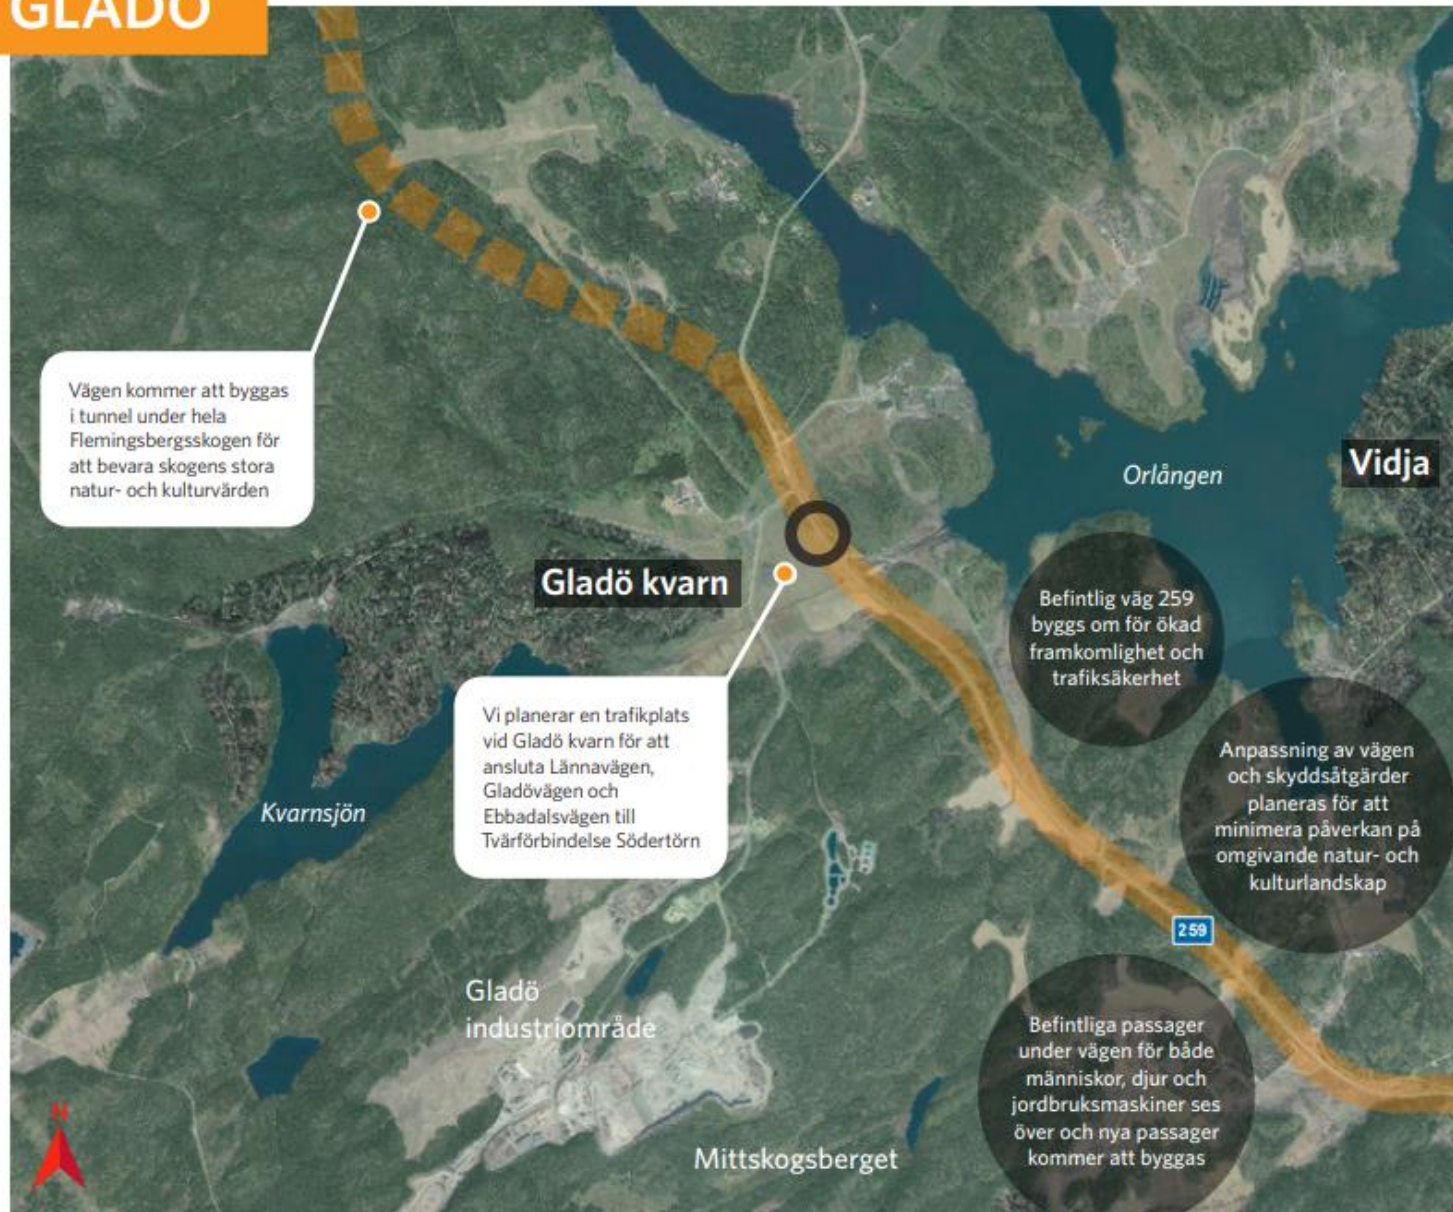 GLADÖ
Vägen kommer att byggas
i tunnel under hela
Flemingsbergsskogen för
att bevara skogens stora
natur- och kulturvärden
Vidja
Orlången
Gladö kvarn
Befintlig väg 259
byggs om för ökad
framkomlighet och
trafiksäkerhet
Vi planerar en trafikplats
vid Gladö kvarn för att
ansluta Lännavägen,
Gladövägen och
Ebbadalsvägen till
Tvärförbindelse Södertörn
Anpassning av vägen
och skyddsåtgärder
planeras för att
minimera påverkan på
omgivande natur- och
kulturlandskap
Kvarnsjön
259
Gladö
industriområde
Befintliga passager
under vägen för både
människor, djur och
jordbruksmaskiner ses
över och nya passager
kommer att byggas
N
Mittskogsberget